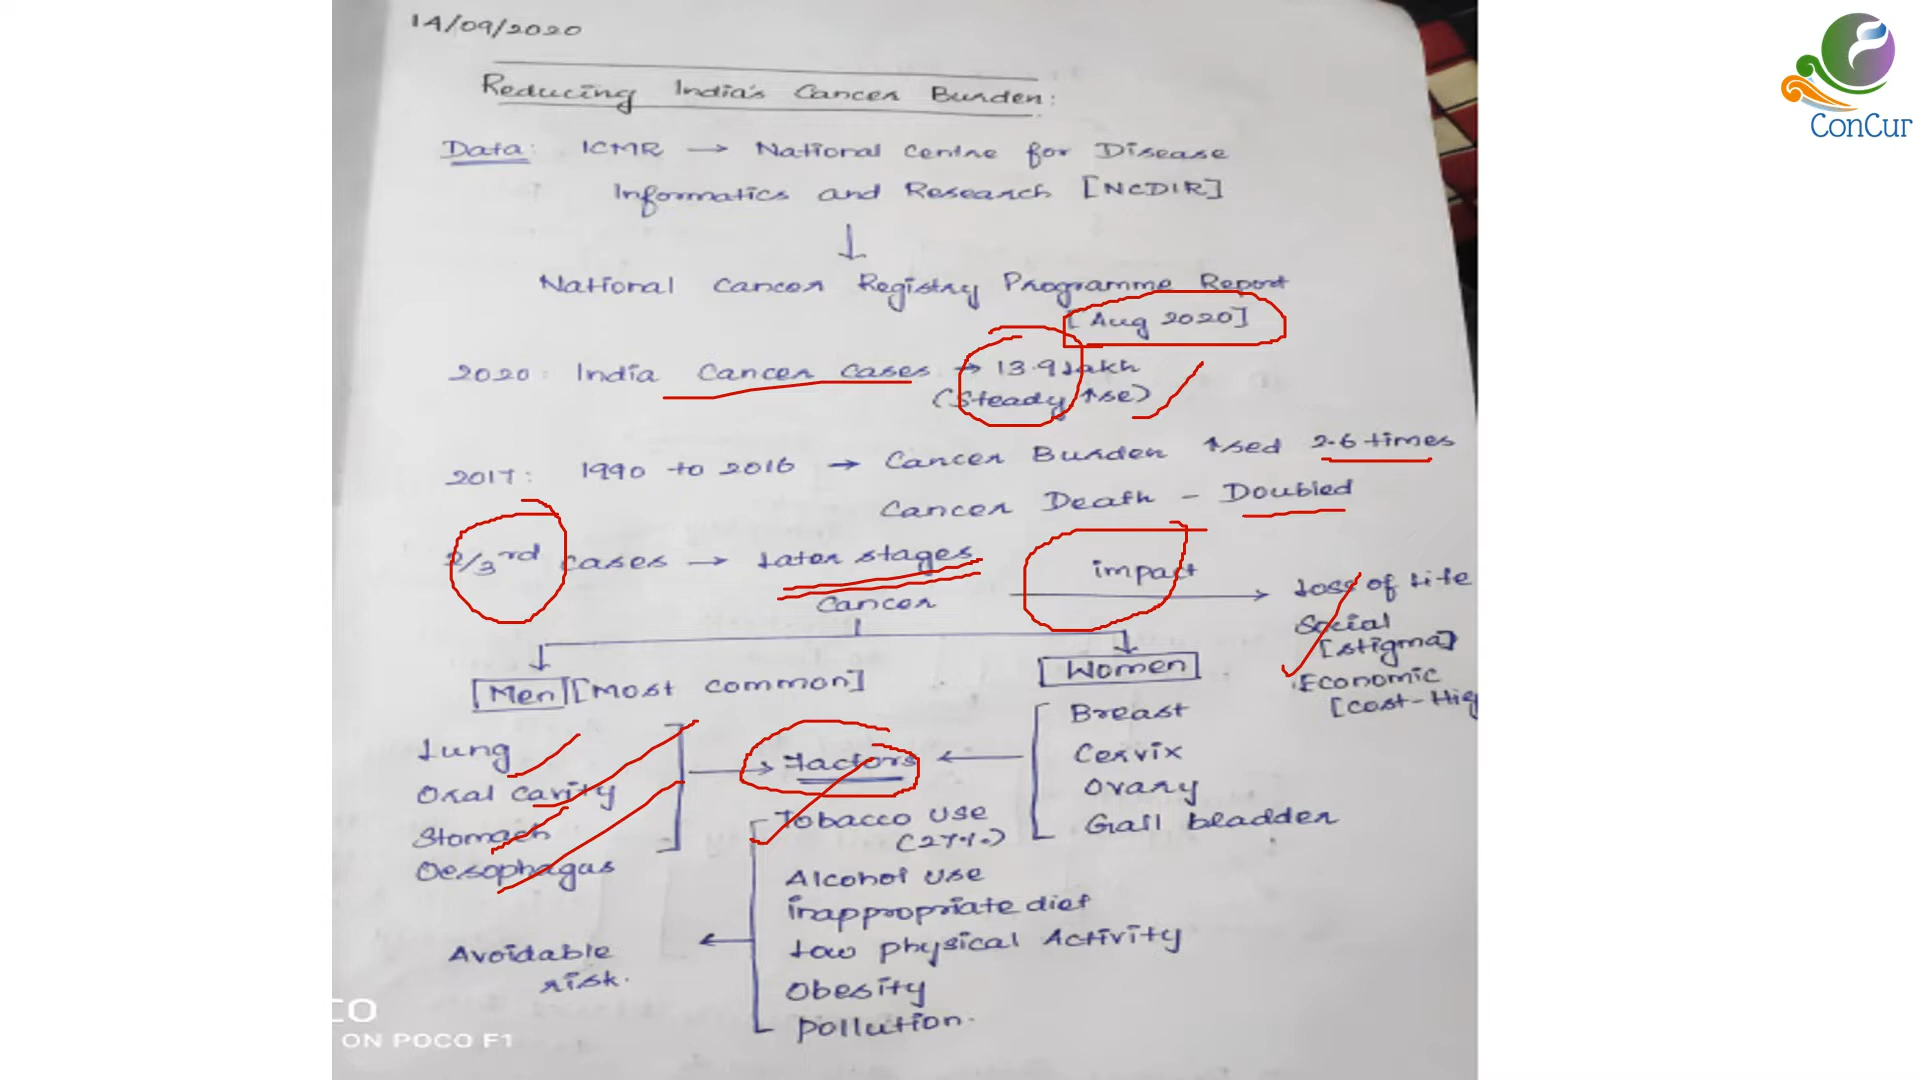 14/09/2020
Reducing India's Cancer Burden:
Data: ICMR → National Centre for Disease
Informatics and Research [NCDIR]
↓
National Cancer Registry Programme Report
[Aug 2020]
2020: India Cancer cases → 13.9 Lakh
(Steady ↑se)
2017: 1990 to 2016 → Cancer Burden ↑sed 2.6 times
Cancer Death - Doubled
2/3rd cases → Later stages
impact
Loss of Life
Social
[stigma]
Economic
[cost-Hig
Cancer
[Men] [Most common]
Lung
Oral cavity
Stomach
Oesophagus
[Women]
Breast
Cervix
Ovary
Gall bladder
Factors
Tobacco use
(27%)
Alcohol use
inappropriate diet
Low physical Activity
Obesity
pollution.
Avoidable
risk.
CO
ON POCO F1
ConCur